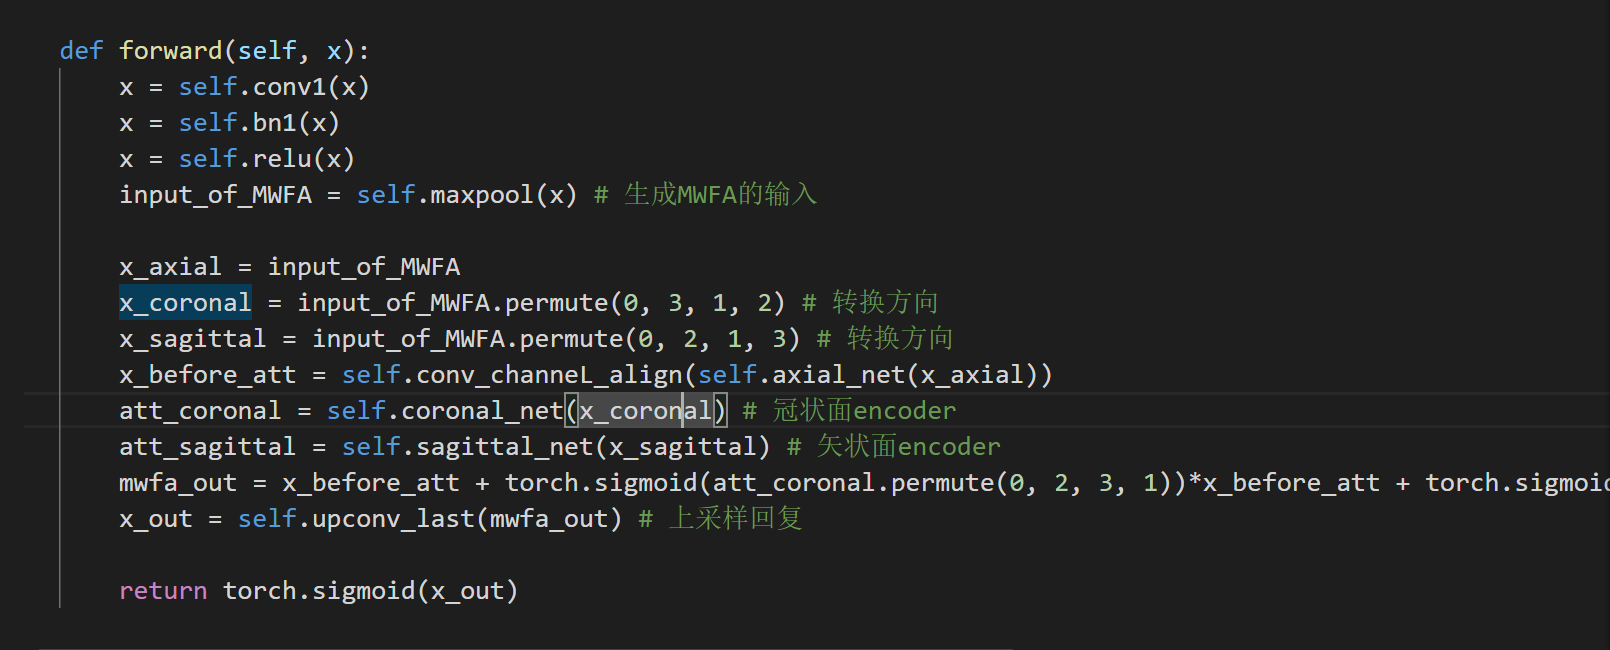 def forward(self, x):
x = self.conv1(x)
x = self.bn1(x)
x = self.relu(x)
input_of_MWFA = self.maxpool(x) # 生成MWFA的输入
x_axial = input_of_MWFA
x_coronal = input_of_MWFA.permute(0, 3, 1, 2) # 转换方向
x_sagittal = input_of_MWFA.permute(0, 2, 1, 3) # 转换方向
x_before_att = self.conv_channeL_align(self.axial_net(x_axial))
att_coronal = self.coronal_net(x_coronal) # 冠状面encoder
att_sagittal = self.sagittal_net(x_sagittal) # 矢状面encoder
mwfa_out = x_before_att + torch.sigmoid(att_coronal.permute(0, 2, 3, 1))*x_before_att + torch.sigmoid
x_out = self.upconv_last(mwfa_out) # 上采样回复
return torch.sigmoid(x_out)